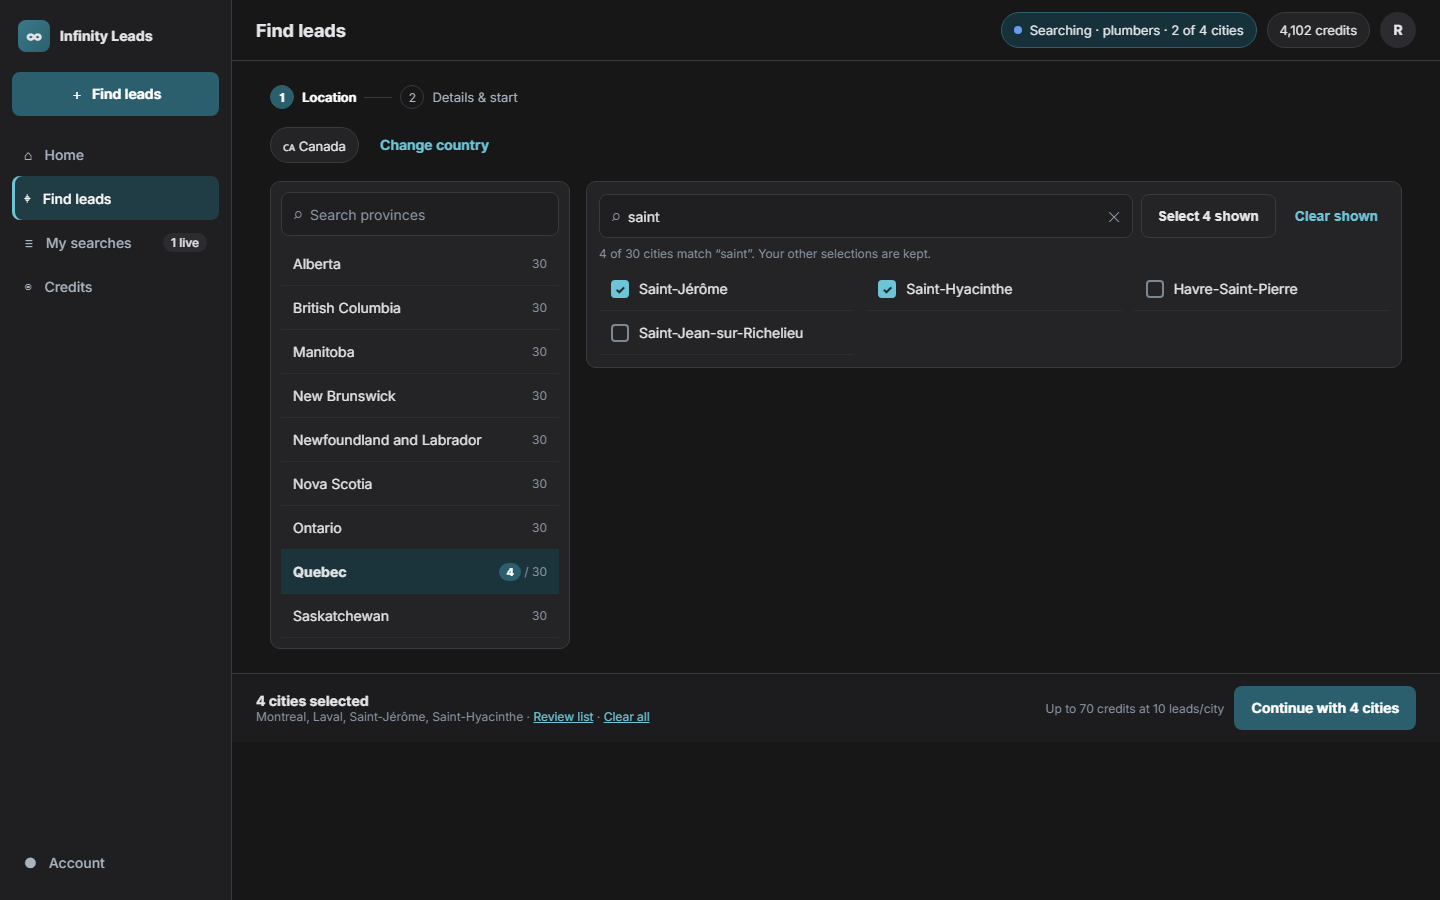 Infinity Leads
+ Find leads
Home
Find leads
My searches 1 live
Credits
Account
Find leads
Searching · plumbers · 2 of 4 cities
4,102 credits
R
1 Location
2 Details & start
CA Canada
Change country
Search provinces
Alberta 30
British Columbia 30
Manitoba 30
New Brunswick 30
Newfoundland and Labrador 30
Nova Scotia 30
Ontario 30
Quebec 4 / 30
Saskatchewan 30
saint
Select 4 shown
Clear shown
4 of 30 cities match “saint”. Your other selections are kept.
Saint-Jérôme
Saint-Hyacinthe
Havre-Saint-Pierre
Saint-Jean-sur-Richelieu
4 cities selected
Montreal, Laval, Saint-Jérôme, Saint-Hyacinthe · Review list · Clear all
Up to 70 credits at 10 leads/city
Continue with 4 cities